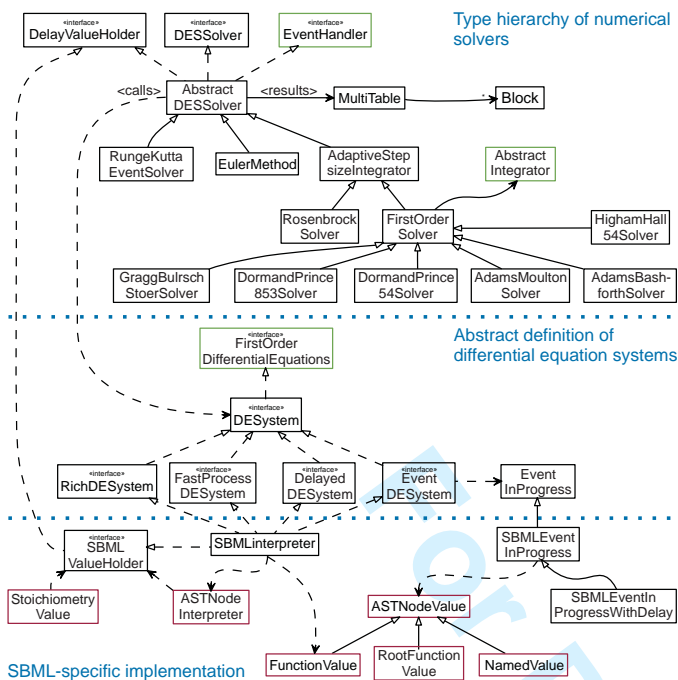 «interface»
DelayValueHolder
«interface»
DESSolver
«interface»
EventHandler
Type hierarchy of numerical
solvers
<calls>
Abstract
DESSolver
<results>
MultiTable
*
Block
RungeKutta
EventSolver
EulerMethod
AdaptiveStep
sizeIntegrator
Abstract
Integrator
Rosenbrock
Solver
FirstOrder
Solver
HighamHall
54Solver
GraggBulrsch
StoerSolver
DormandPrince
853Solver
DormandPrince
54Solver
AdamsMoulton
Solver
AdamsBash-
forthSolver
«interface»
FirstOrder
DifferentialEquations
Abstract definition of
differential equation systems
«interface»
DESystem
«interface»
RichDESystem
«interface»
FastProcess
DESystem
«interface»
Delayed
DESystem
«interface»
Event
DESystem
«interface»
Event
InProgress
«interface»
SBML
ValueHolder
SBMLinterpreter
SBMLEvent
InProgress
Stoichiometry
Value
ASTNode
Interpreter
ASTNodeValue
SBMLEventIn
ProgressWithDelay
FunctionValue
RootFunction
Value
NamedValue
SBML-specific implementation
For